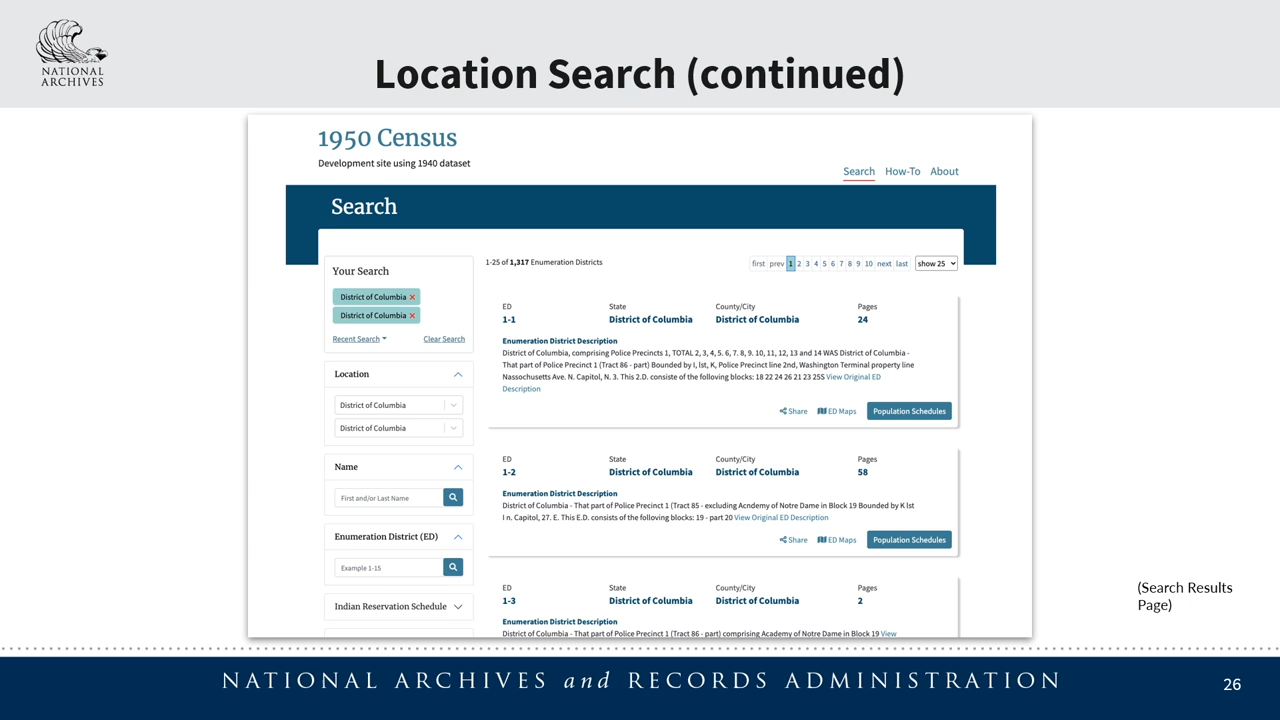 NATIONAL
ARCHIVES
Location Search (continued)
1950 Census
Development site using 1940 dataset
Search How-To About
Search
Your Search
District of Columbia ×
District of Columbia ×
Recent Search Clear Search
Location
District of Columbia
District of Columbia
Name
First and/or Last Name
Enumeration District (ED)
Example 1-15
Indian Reservation Schedule
1-25 of 1,317 Enumeration Districts
first prev 1 2 3 4 5 6 7 8 9 10 next last show 25
ED State County/City Pages
1-1 District of Columbia District of Columbia 24
Enumeration District Description
District of Columbia, comprising Police Precincts 1, TOTAL 2, 3, 4, 5. 6, 7. 8, 9. 10, 11, 12, 13 and 14 WAS District of Columbia -
That part of Police Precinct 1 (Tract 86 - part) Bounded by I, lst, K, Police Precinct line 2nd, Washington Terminal property line
Nassochusetts Ave. N. Capitol, N. 3. This 2.D. consiste of the following blocks: 18 22 24 26 21 23 25S View Original ED
Description
Share ED Maps Population Schedules
ED State County/City Pages
1-2 District of Columbia District of Columbia 58
Enumeration District Description
District of Columbia - That part of Police Precinct 1 (Tract 85 - excluding Acndemy of Notre Dame in Block 19 Bounded by K lst
I n. Capitol, 27. E. This E.D. consists of the following blocks: 19 - part 20 View Original ED Description
Share ED Maps Population Schedules
ED State County/City Pages
1-3 District of Columbia District of Columbia 2
Enumeration District Description
District of Columbia - That part of Police Precinct 1 (Tract 86 - part) comprising Academy of Notre Dame in Block 19 View
(Search Results
Page)
NATIONAL ARCHIVES and RECORDS ADMINISTRATION
26